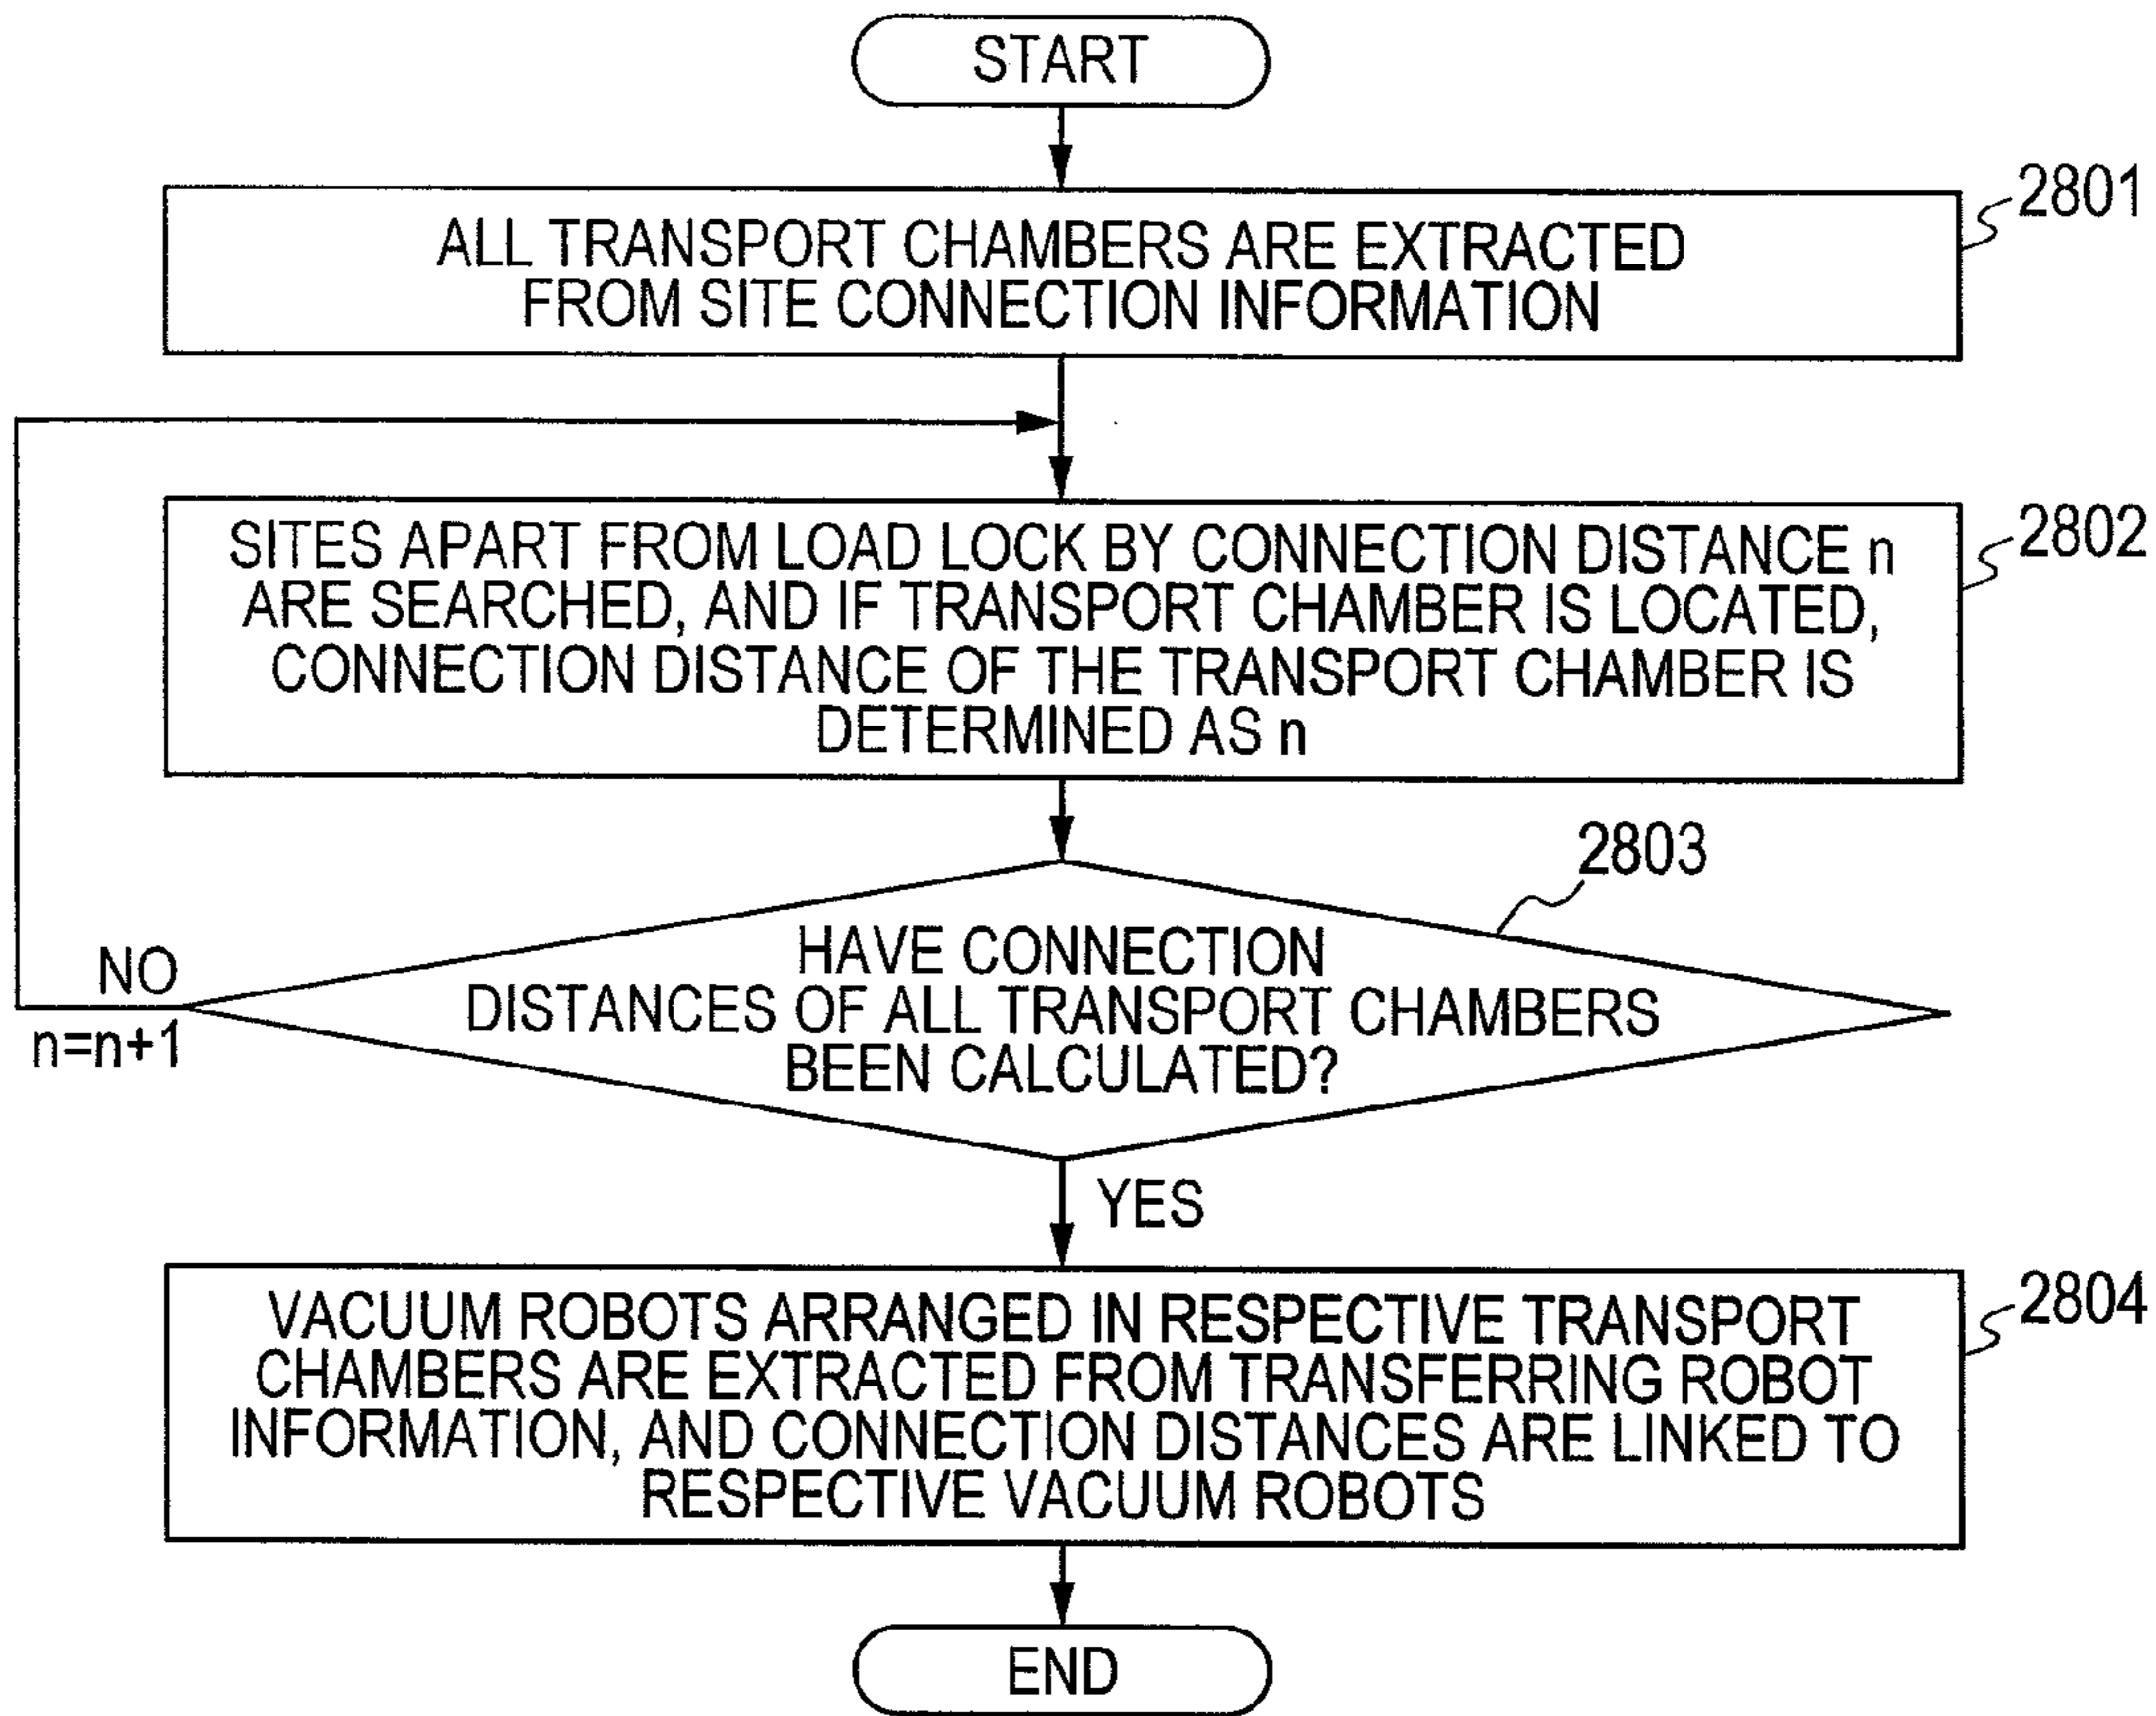 START
2801
ALL TRANSPORT CHAMBERS ARE EXTRACTED
FROM SITE CONNECTION INFORMATION
2802
SITES APART FROM LOAD LOCK BY CONNECTION DISTANCE n
ARE SEARCHED, AND IF TRANSPORT CHAMBER IS LOCATED,
CONNECTION DISTANCE OF THE TRANSPORT CHAMBER IS
DETERMINED AS n
2803
HAVE CONNECTION
DISTANCES OF ALL TRANSPORT CHAMBERS
BEEN CALCULATED?
NO
n=n+1
YES
2804
VACUUM ROBOTS ARRANGED IN RESPECTIVE TRANSPORT
CHAMBERS ARE EXTRACTED FROM TRANSFERRING ROBOT
INFORMATION, AND CONNECTION DISTANCES ARE LINKED TO
RESPECTIVE VACUUM ROBOTS
END